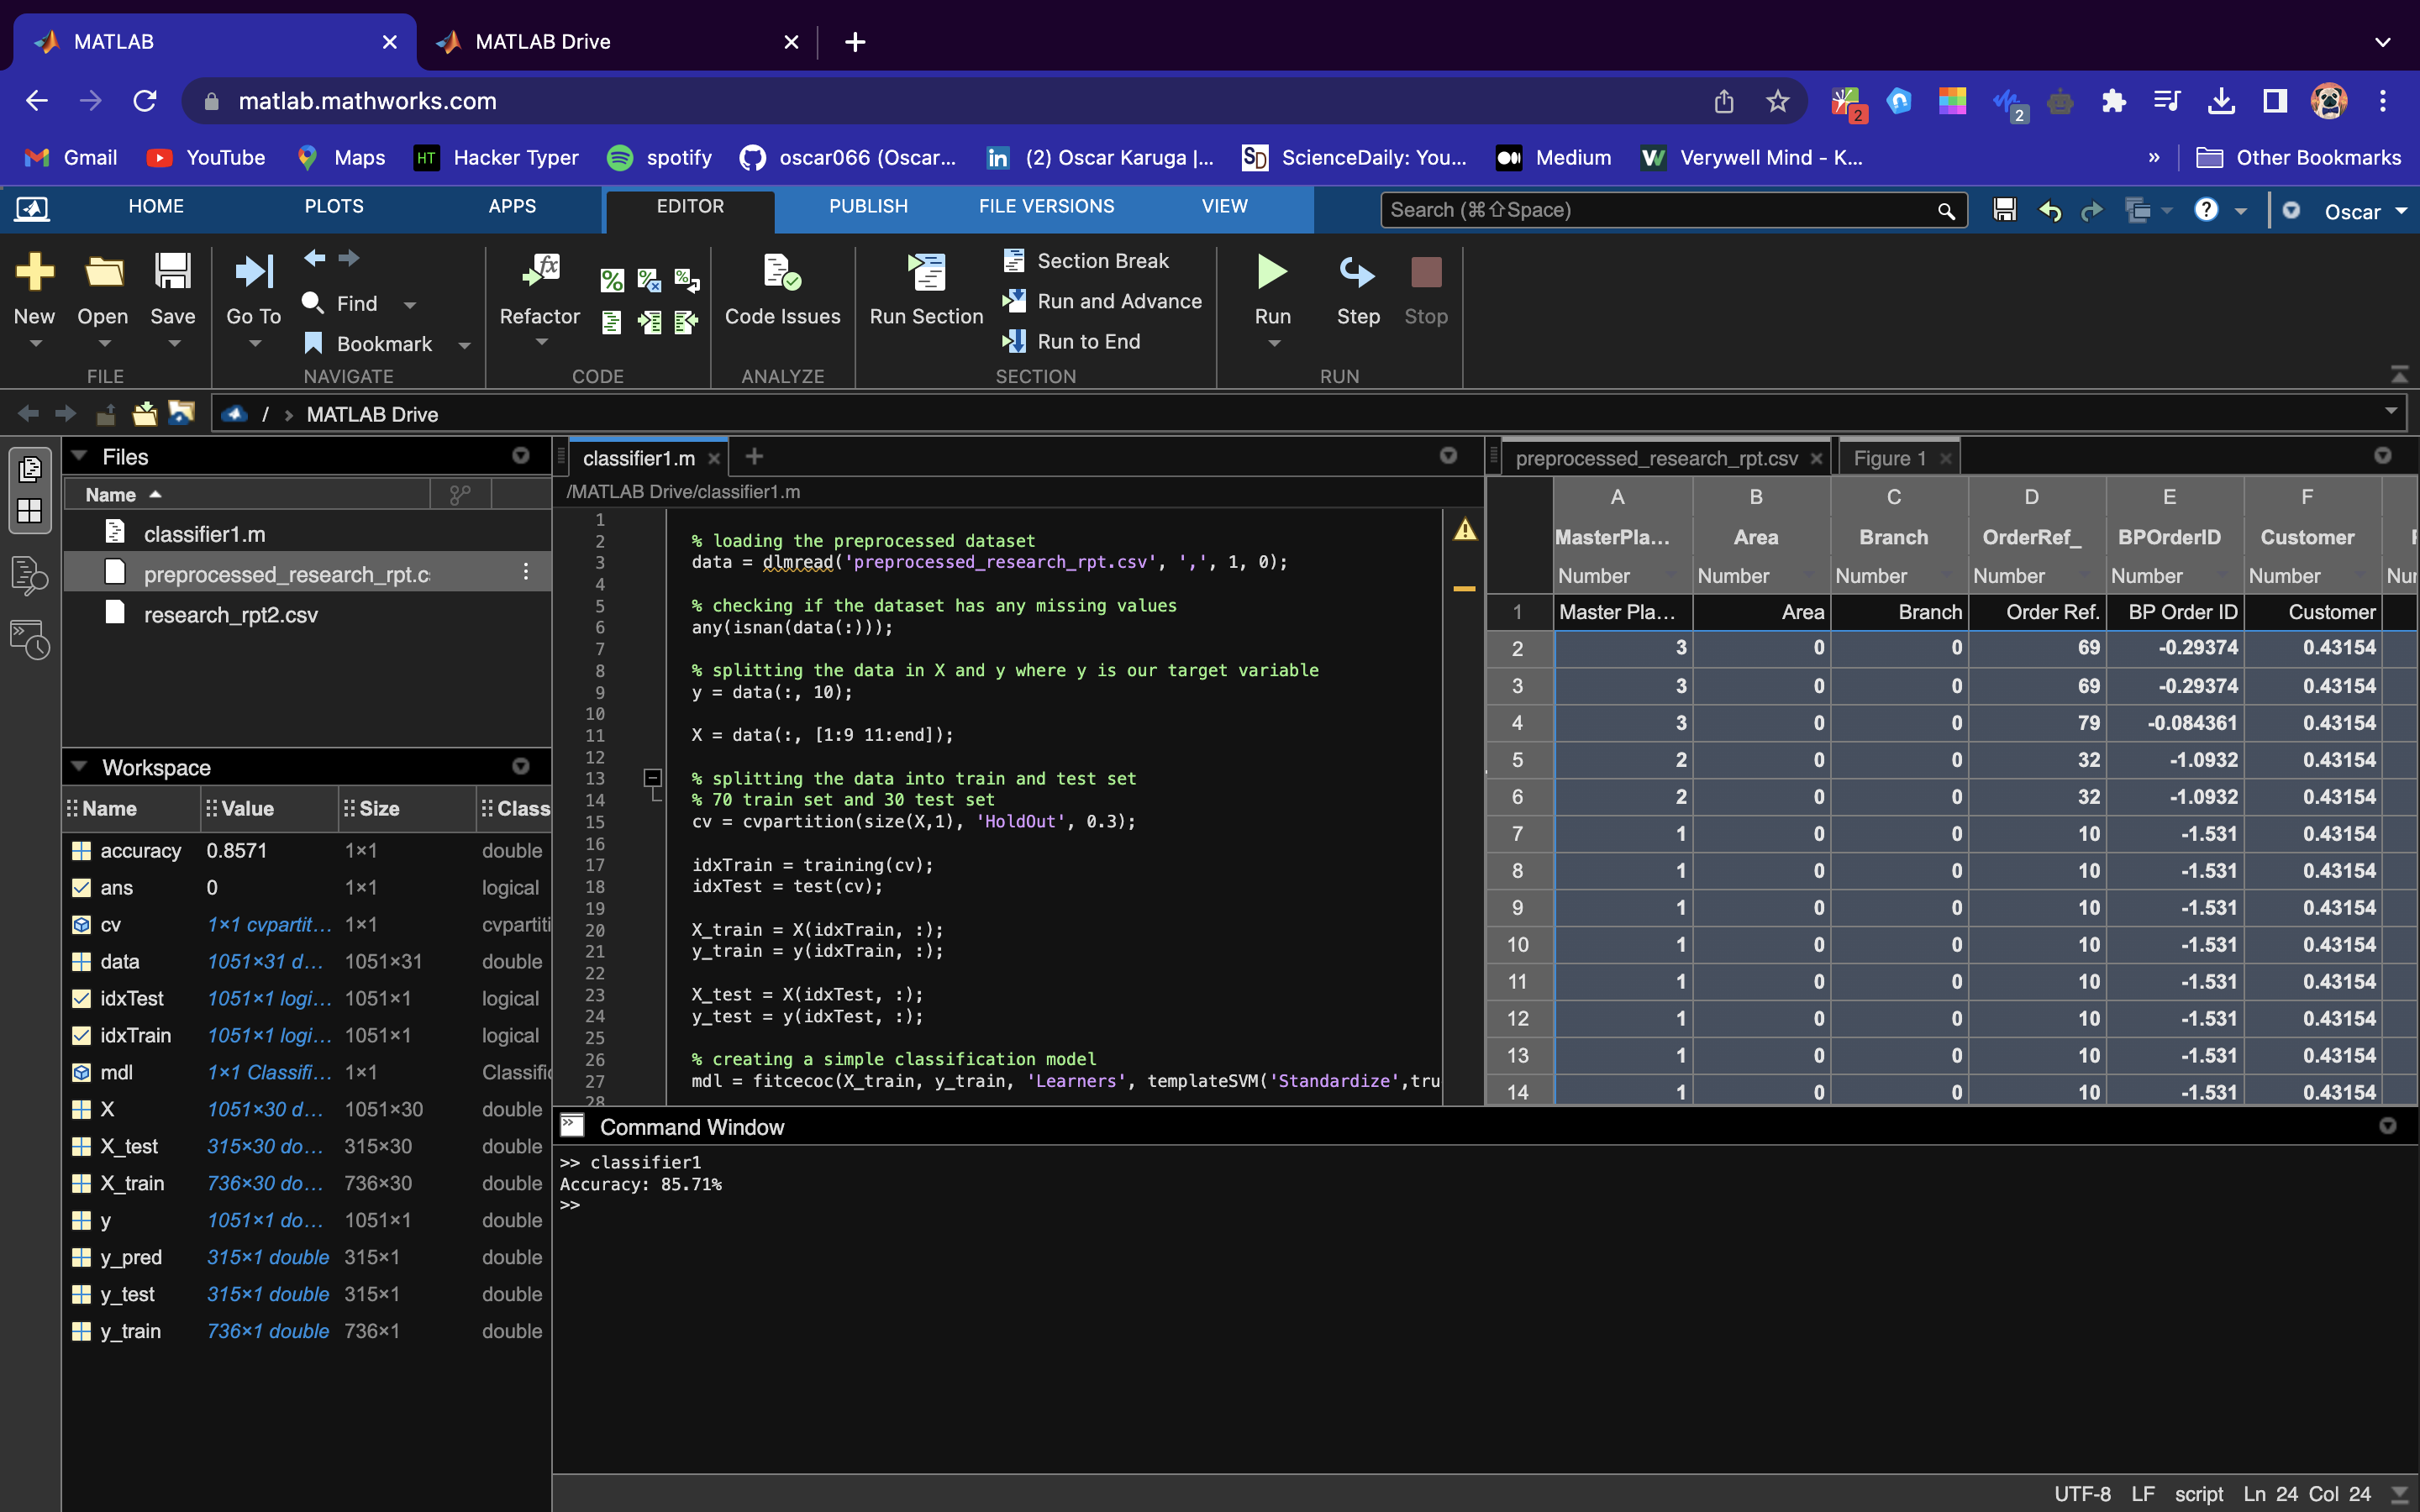 MATLAB
MATLAB Drive
matlab.mathworks.com
2
2
Gmail
YouTube
Maps
HT
Hacker Typer
spotify
oscar066 (Oscar...
in
(2) Oscar Karuga |...
SD
ScienceDaily: You...
Medium
Verywell Mind - K...
»
Other Bookmarks
HOME
PLOTS
APPS
EDITOR
PUBLISH
FILE VERSIONS
VIEW
Search (⌘⇧Space)
Oscar
New
Open
Save
FILE
Go To
Find
Bookmark
NAVIGATE
Refactor
CODE
Code Issues
ANALYZE
Run Section
Section Break
Run and Advance
Run to End
SECTION
Run
Step
Stop
RUN
/ > MATLAB Drive
Files
Name
classifier1.m
preprocessed_research_rpt.c
research_rpt2.csv
Workspace
Name Value Size Class
accuracy 0.8571 1×1 double
ans 0 1×1 logical
cv 1×1 cvpartit... 1×1 cvpartiti
data 1051×31 d... 1051×31 double
idxTest 1051×1 logi... 1051×1 logical
idxTrain 1051×1 logi... 1051×1 logical
mdl 1×1 Classifi... 1×1 Classific
X 1051×30 d... 1051×30 double
X_test 315×30 do... 315×30 double
X_train 736×30 do... 736×30 double
y 1051×1 do... 1051×1 double
y_pred 315×1 double 315×1 double
y_test 315×1 double 315×1 double
y_train 736×1 double 736×1 double
classifier1.m
/MATLAB Drive/classifier1.m
1
2 % loading the preprocessed dataset
3 data = dlmread('preprocessed_research_rpt.csv', ',', 1, 0);
4
5 % checking if the dataset has any missing values
6 any(isnan(data(:)));
7
8 % splitting the data in X and y where y is our target variable
9 y = data(:, 10);
10
11 X = data(:, [1:9 11:end]);
12
13 % splitting the data into train and test set
14 % 70 train set and 30 test set
15 cv = cvpartition(size(X,1), 'HoldOut', 0.3);
16
17 idxTrain = training(cv);
18 idxTest = test(cv);
19
20 X_train = X(idxTrain, :);
21 y_train = y(idxTrain, :);
22
23 X_test = X(idxTest, :);
24 y_test = y(idxTest, :);
25
26 % creating a simple classification model
27 mdl = fitcecoc(X_train, y_train, 'Learners', templateSVM('Standardize',tru
28
preprocessed_research_rpt.csv
Figure 1
A B C D E F
MasterPla... Area Branch OrderRef_ BPOrderID Customer
Number Number Number Number Number Number Nu
1 Master Pla... Area Branch Order Ref. BP Order ID Customer
2 3 0 0 69 -0.29374 0.43154
3 3 0 0 69 -0.29374 0.43154
4 3 0 0 79 -0.084361 0.43154
5 2 0 0 32 -1.0932 0.43154
6 2 0 0 32 -1.0932 0.43154
7 1 0 0 10 -1.531 0.43154
8 1 0 0 10 -1.531 0.43154
9 1 0 0 10 -1.531 0.43154
10 1 0 0 10 -1.531 0.43154
11 1 0 0 10 -1.531 0.43154
12 1 0 0 10 -1.531 0.43154
13 1 0 0 10 -1.531 0.43154
14 1 0 0 10 -1.531 0.43154
Command Window
>> classifier1
Accuracy: 85.71%
>>
UTF-8 LF script Ln 24 Col 24